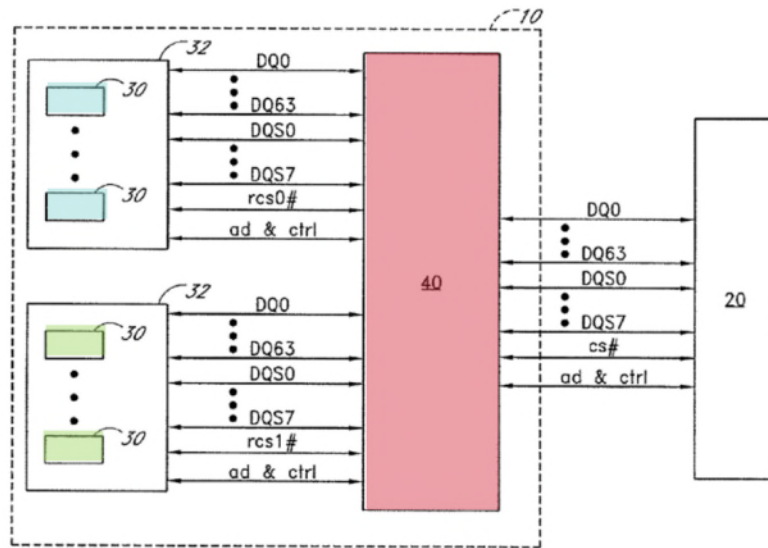 10
32
30
30
DQ0
DQ63
DQS0
DQS7
rcs0#
ad & ctrl
32
30
30
DQ0
DQ63
DQS0
DQS7
rcs1#
ad & ctrl
40
DQ0
DQ63
DQS0
DQS7
cs#
ad & ctrl
20